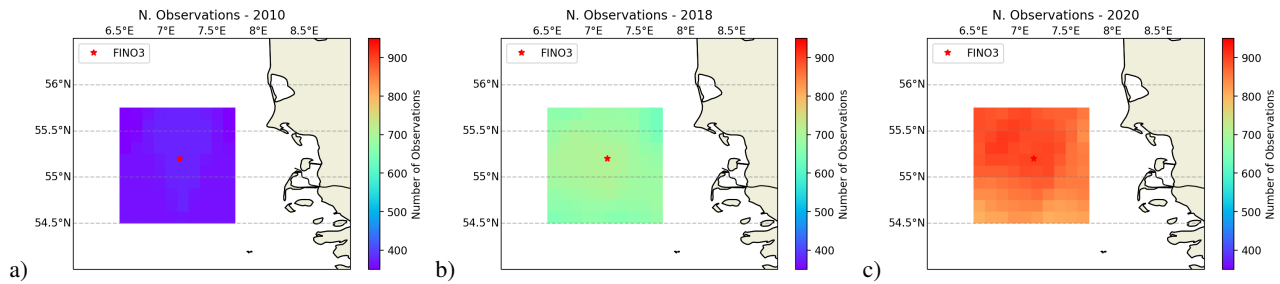 N. Observations - 2010
6.5°E 7°E 7.5°E 8°E 8.5°E
FINO3
56°N
55.5°N
55°N
54.5°N
900
800
700
600
500
400
Number of Observations
a)
N. Observations - 2018
6.5°E 7°E 7.5°E 8°E 8.5°E
FINO3
56°N
55.5°N
55°N
54.5°N
900
800
700
600
500
400
Number of Observations
b)
N. Observations - 2020
6.5°E 7°E 7.5°E 8°E 8.5°E
FINO3
56°N
55.5°N
55°N
54.5°N
900
800
700
600
500
400
Number of Observations
c)